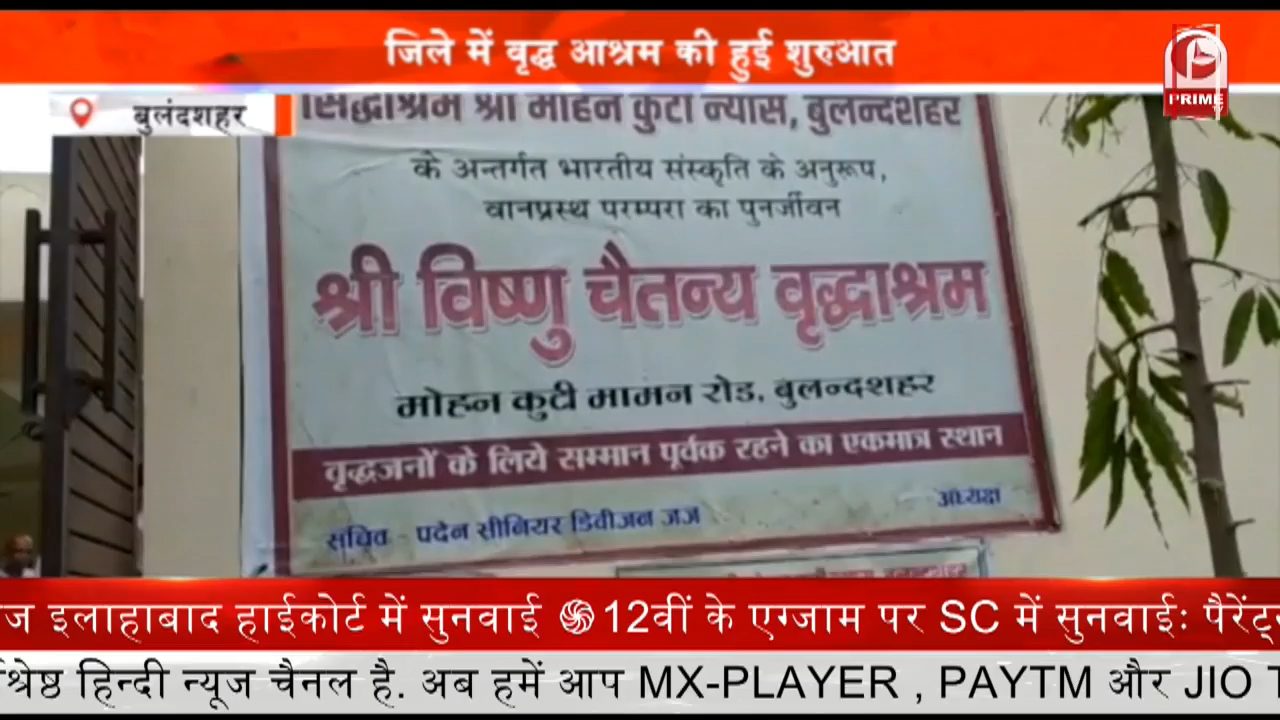 जिले में वृद्ध आश्रम की हुई शुरुआत
PRIME
TV
बुलंदशहर
सिद्धाश्रम श्री मोहन कुटी न्यास, बुलन्दशहर
के अन्तर्गत भारतीय संस्कृति के अनुरूप,
वानप्रस्थ परम्परा का पुनर्जीवन
श्री विष्णु चैतन्य वृद्धाश्रम
मोहन कुटी मामन रोड, बुलन्दशहर
वृद्धजनों के लिये सम्मान पूर्वक रहने का एकमात्र स्थान
सचिव - पदेन सीनियर डिवीजन जज
अध्यक्ष
ज इलाहाबाद हाईकोर्ट में सुनवाई 12वीं के एग्जाम पर SC में सुनवाईः पैरेंट्स
श्रेष्ठ हिन्दी न्यूज चैनल है. अब हमें आप MX-PLAYER , PAYTM और JIO T